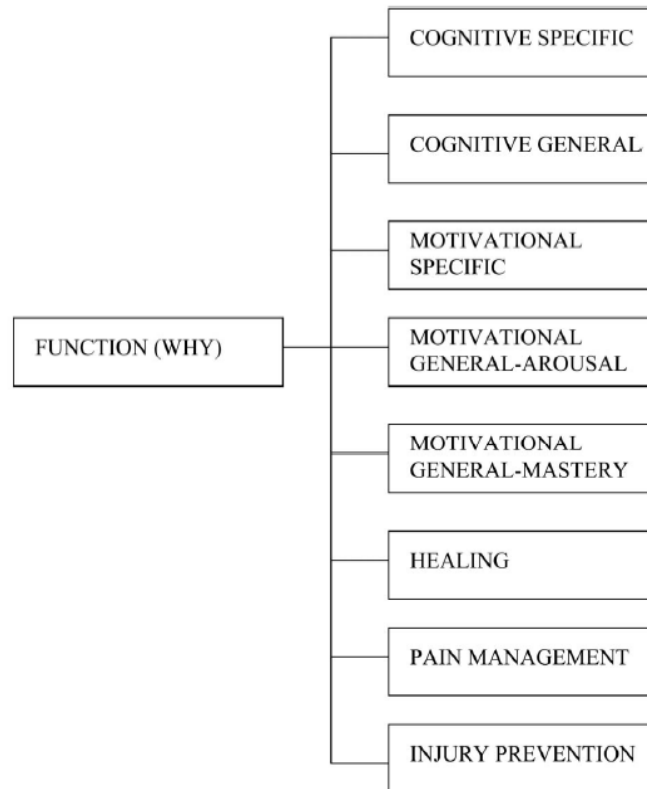 COGNITIVE SPECIFIC
COGNITIVE GENERAL
MOTIVATIONAL
SPECIFIC
FUNCTION (WHY)
MOTIVATIONAL
GENERAL-AROUSAL
MOTIVATIONAL
GENERAL-MASTERY
HEALING
PAIN MANAGEMENT
INJURY PREVENTION